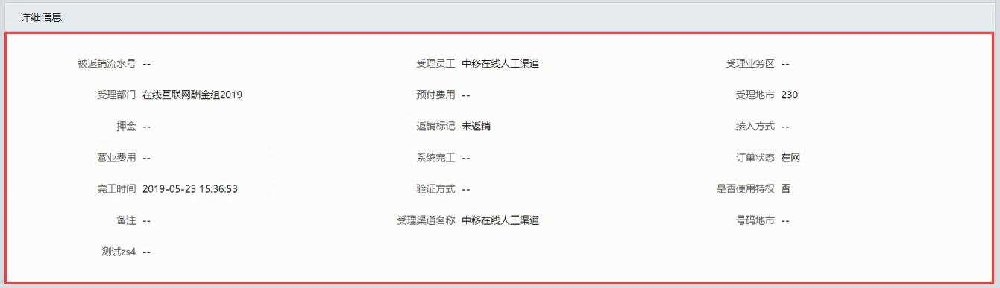 详细信息
被返销流水号 -- 受理员工 中移在线人工渠道 受理业务区 --
受理部门 在线互联网酬金组2019 预付费用 -- 受理地市 230
押金 -- 返销标记 未返销 接入方式 --
营业费用 -- 系统完工 -- 订单状态 在网
完工时间 2019-05-25 15:36:53 验证方式 -- 是否使用特权 否
备注 -- 受理渠道名称 中移在线人工渠道 号码地市 --
测试zs4 --